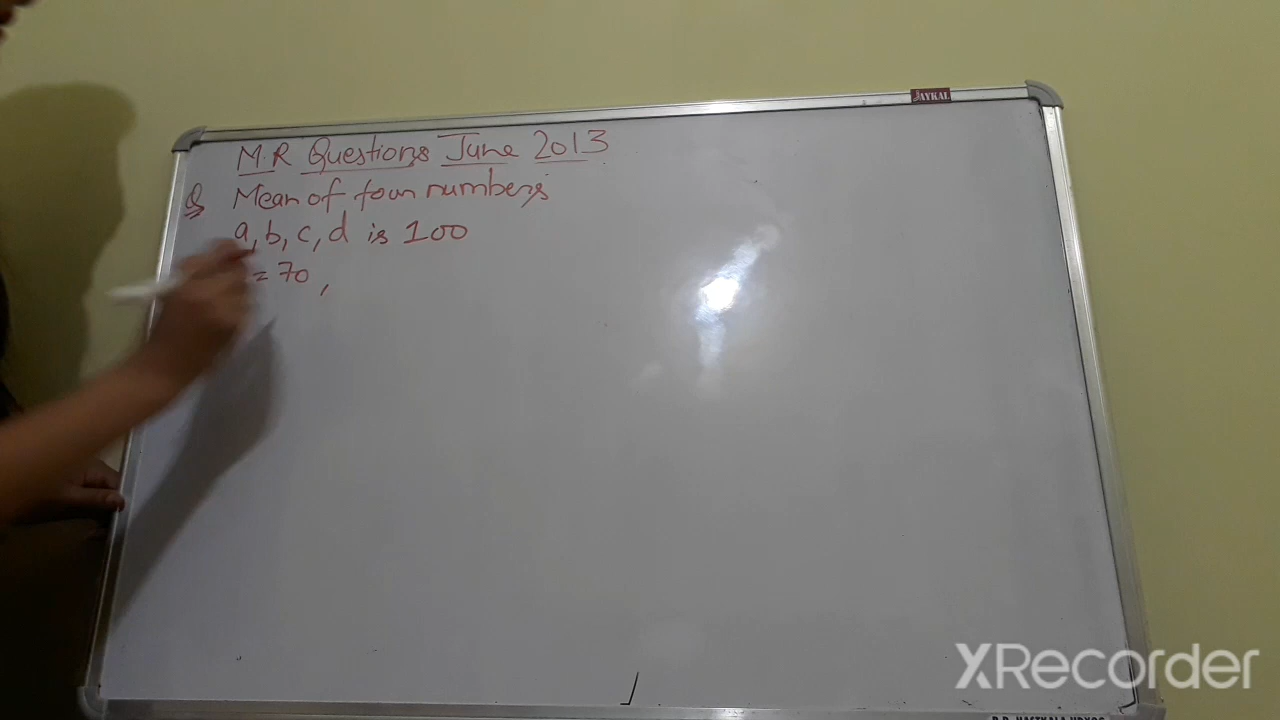 JAYKAL
M.R Questions June 2013
Q Mean of four numbers
a, b, c, d is 100
= 70,
XRecorder